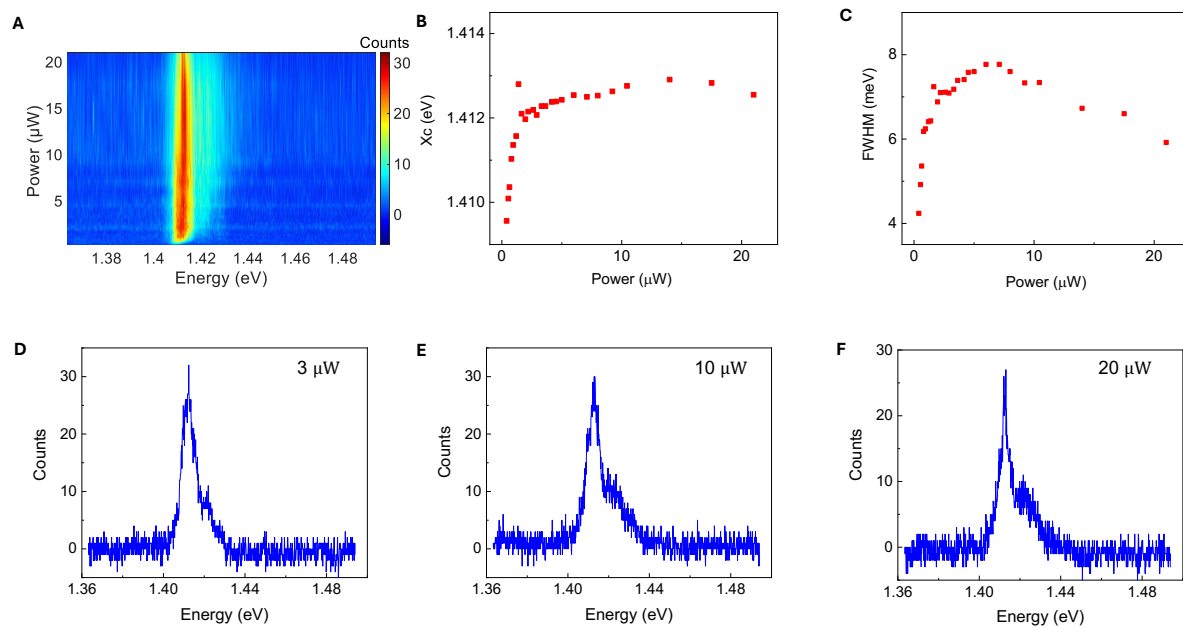 A
Counts
Power (µW)
20
15
10
5
30
20
10
0
1.38
1.4
1.42
1.44
1.46
1.48
Energy (eV)
B
Xc (eV)
1.414
1.412
1.410
0
10
20
Power (μW)
C
FWHM (meV)
8
6
4
0
10
20
Power (μW)
D
3 μW
Counts
30
20
10
0
1.36
1.40
1.44
1.48
Energy (eV)
E
10 μW
Counts
30
20
10
0
1.36
1.40
1.44
1.48
Energy (eV)
F
20 μW
Counts
30
20
10
0
1.36
1.40
1.44
1.48
Energy (eV)